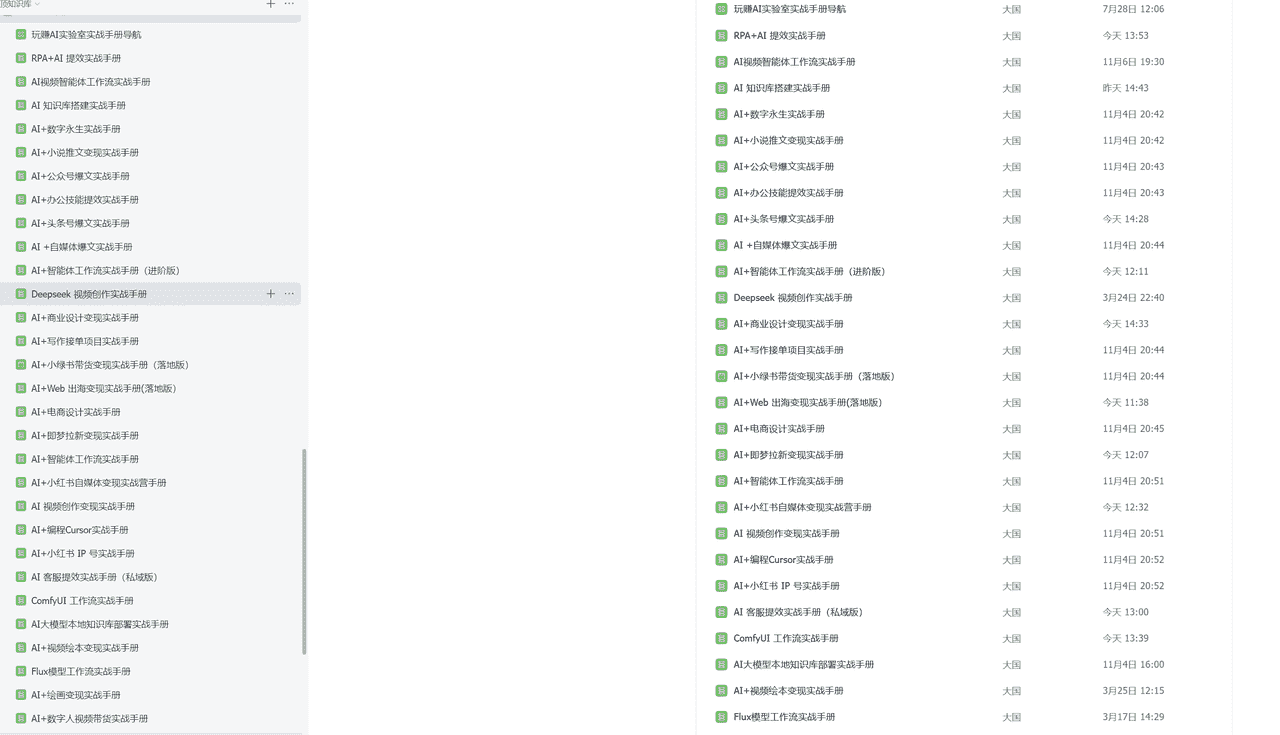 顶知识库
玩赚AI实验室实战手册导航
RPA+AI 提效实战手册
AI视频智能体工作流实战手册
AI 知识库搭建实战手册
AI+数字永生实战手册
AI+小说推文变现实战手册
AI+公众号爆文实战手册
AI+办公技能提效实战手册
AI+头条号爆文实战手册
AI +自媒体爆文实战手册
AI+智能体工作流实战手册（进阶版）
Deepseek 视频创作实战手册
AI+商业设计变现实战手册
AI+写作接单项目实战手册
AI+小绿书带货变现实战手册（落地版）
AI+Web 出海变现实战手册(落地版）
AI+电商设计实战手册
AI+即梦拉新变现实战手册
AI+智能体工作流实战手册
AI+小红书自媒体变现实战营手册
AI 视频创作变现实战手册
AI+编程Cursor实战手册
AI+小红书 IP 号实战手册
AI 客服提效实战手册（私域版）
ComfyUI 工作流实战手册
AI大模型本地知识库部署实战手册
AI+视频绘本变现实战手册
Flux模型工作流实战手册
AI+绘画变现实战手册
AI+数字人视频带货实战手册
玩赚AI实验室实战手册导航 大国 7月28日 12:06
RPA+AI 提效实战手册 大国 今天 13:53
AI视频智能体工作流实战手册 大国 11月6日 19:30
AI 知识库搭建实战手册 大国 昨天 14:43
AI+数字永生实战手册 大国 11月4日 20:42
AI+小说推文变现实战手册 大国 11月4日 20:42
AI+公众号爆文实战手册 大国 11月4日 20:43
AI+办公技能提效实战手册 大国 11月4日 20:43
AI+头条号爆文实战手册 大国 今天 14:28
AI +自媒体爆文实战手册 大国 11月4日 20:44
AI+智能体工作流实战手册（进阶版） 大国 今天 12:11
Deepseek 视频创作实战手册 大国 3月24日 22:40
AI+商业设计变现实战手册 大国 今天 14:33
AI+写作接单项目实战手册 大国 11月4日 20:44
AI+小绿书带货变现实战手册（落地版） 大国 11月4日 20:44
AI+Web 出海变现实战手册(落地版） 大国 今天 11:38
AI+电商设计实战手册 大国 11月4日 20:45
AI+即梦拉新变现实战手册 大国 今天 12:07
AI+智能体工作流实战手册 大国 11月4日 20:51
AI+小红书自媒体变现实战营手册 大国 今天 12:32
AI 视频创作变现实战手册 大国 11月4日 20:51
AI+编程Cursor实战手册 大国 11月4日 20:52
AI+小红书 IP 号实战手册 大国 11月4日 20:52
AI 客服提效实战手册（私域版） 大国 今天 13:00
ComfyUI 工作流实战手册 大国 今天 13:39
AI大模型本地知识库部署实战手册 大国 11月4日 16:00
AI+视频绘本变现实战手册 大国 3月25日 12:15
Flux模型工作流实战手册 大国 3月17日 14:29